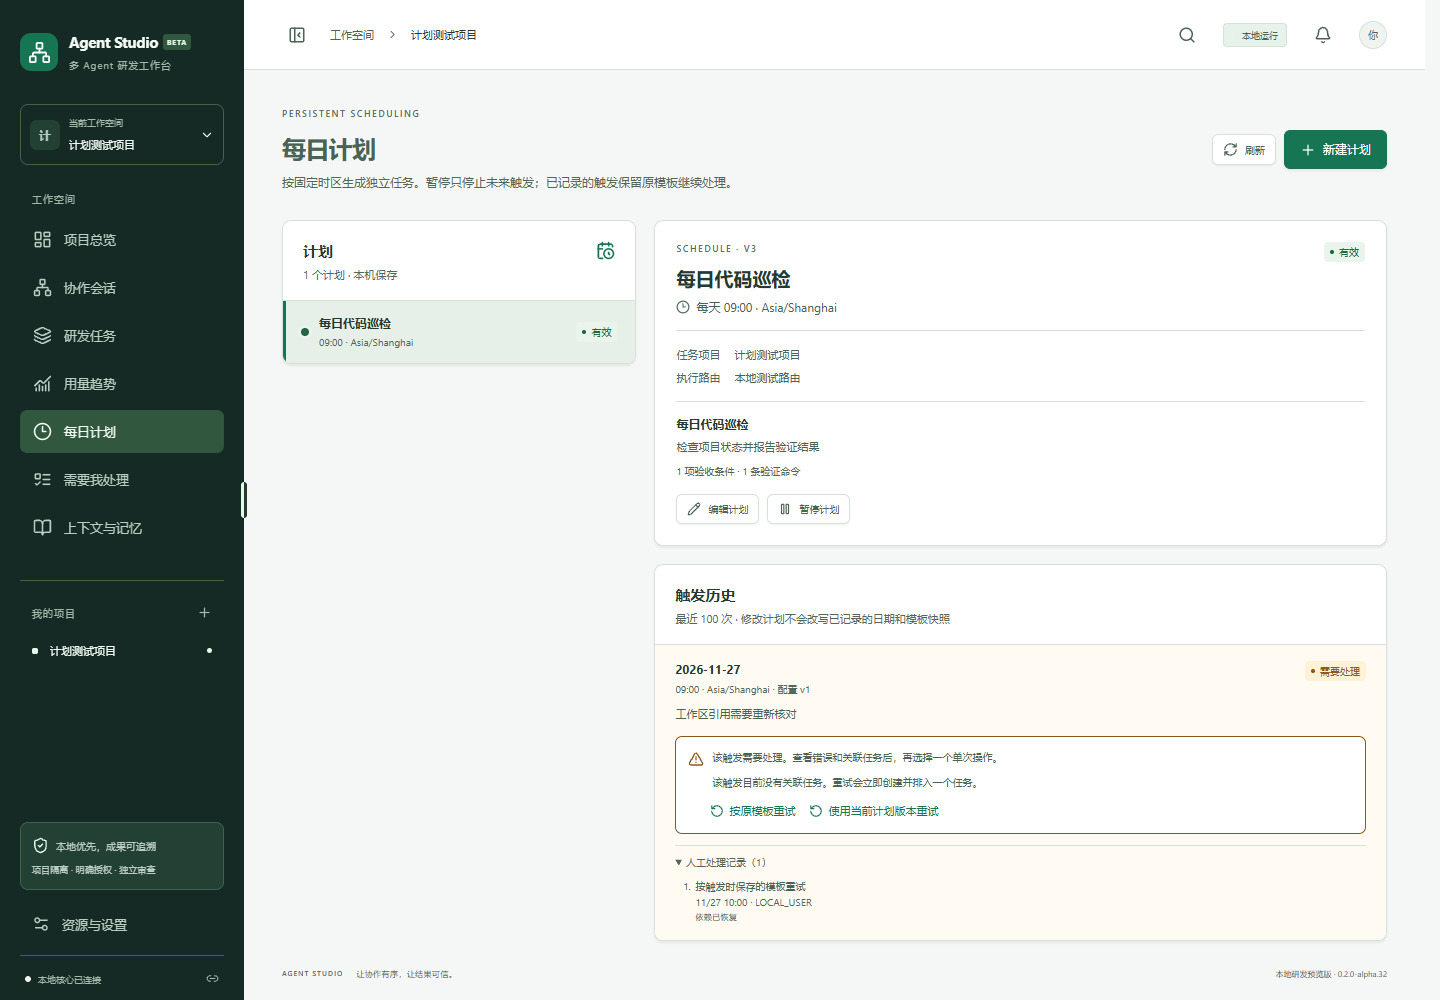 Agent Studio BETA
多 Agent 研发工作台
计
当前工作空间
计划测试项目
工作空间
项目总览
协作会话
研发任务
用量趋势
每日计划
需要我处理
上下文与记忆
我的项目
计划测试项目
本地优先，成果可追溯
项目隔离 · 明确授权 · 独立审查
资源与设置
本地核心已连接
工作空间 计划测试项目
本地运行
你
PERSISTENT SCHEDULING
每日计划
按固定时区生成独立任务。暂停只停止未来触发；已记录的触发保留原模板继续处理。
刷新
新建计划
计划
1 个计划 · 本机保存
每日代码巡检
09:00 · Asia/Shanghai
有效
SCHEDULE · V3
有效
每日代码巡检
每天 09:00 · Asia/Shanghai
任务项目 计划测试项目
执行路由 本地测试路由
每日代码巡检
检查项目状态并报告验证结果
1 项验收条件 · 1 条验证命令
编辑计划 暂停计划
触发历史
最近 100 次 · 修改计划不会改写已记录的日期和模板快照
2026-11-27
需要处理
09:00 · Asia/Shanghai · 配置 v1
工作区引用需要重新核对
该触发需要处理。查看错误和关联任务后，再选择一个单次操作。
该触发目前没有关联任务。重试会立即创建并排入一个任务。
按原模板重试 使用当前计划版本重试
▼ 人工处理记录（1）
1. 按触发时保存的模板重试
11/27 10:00 · LOCAL_USER
依赖已恢复
AGENT STUDIO 让协作有序，让结果可信。
本地研发预览版 · 0.2.0-alpha.32